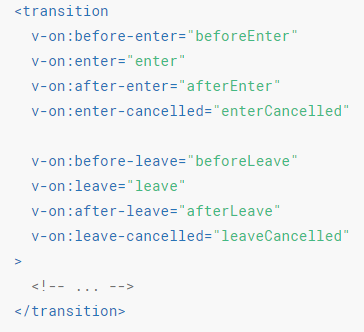 <transition
v-on:before-enter="beforeEnter"
v-on:enter="enter"
v-on:after-enter="afterEnter"
v-on:enter-cancelled="enterCancelled"
v-on:before-leave="beforeLeave"
v-on:leave="leave"
v-on:after-leave="afterLeave"
v-on:leave-cancelled="leaveCancelled"
>
<!-- ... -->
</transition>